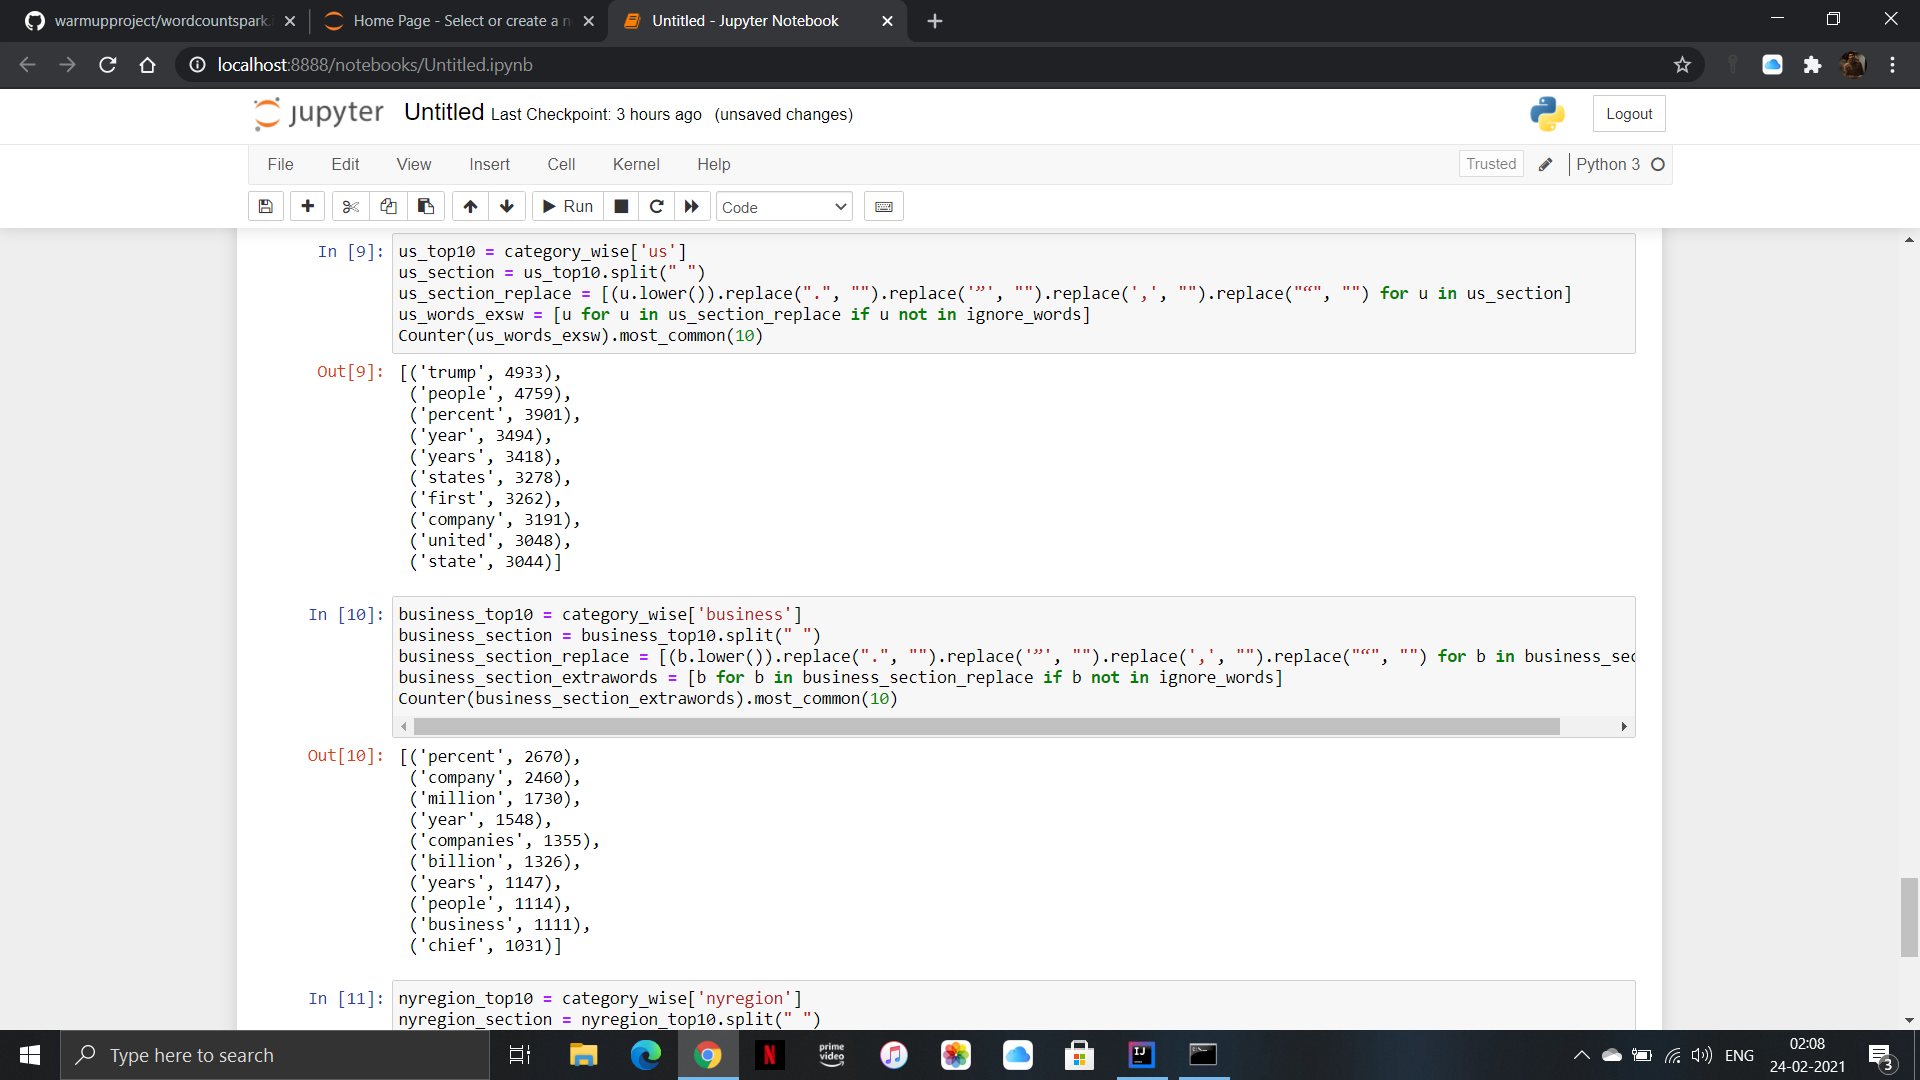 warmupproject/wordcountspark.i
Home Page - Select or create a n
Untitled - Jupyter Notebook
localhost:8888/notebooks/Untitled.ipynb
jupyter Untitled Last Checkpoint: 3 hours ago (unsaved changes)
Logout
File Edit View Insert Cell Kernel Help
Trusted Python 3
Run Code
In [9]: us_top10 = category_wise['us']
us_section = us_top10.split(" ")
us_section_replace = [(u.lower()).replace(".", "").replace('”', "").replace(',', "").replace("“", "") for u in us_section]
us_words_exsw = [u for u in us_section_replace if u not in ignore_words]
Counter(us_words_exsw).most_common(10)
Out[9]: [('trump', 4933),
('people', 4759),
('percent', 3901),
('year', 3494),
('years', 3418),
('states', 3278),
('first', 3262),
('company', 3191),
('united', 3048),
('state', 3044)]
In [10]: business_top10 = category_wise['business']
business_section = business_top10.split(" ")
business_section_replace = [(b.lower()).replace(".", "").replace('”', "").replace(',', "").replace("“", "") for b in business_sec
business_section_extrawords = [b for b in business_section_replace if b not in ignore_words]
Counter(business_section_extrawords).most_common(10)
Out[10]: [('percent', 2670),
('company', 2460),
('million', 1730),
('year', 1548),
('companies', 1355),
('billion', 1326),
('years', 1147),
('people', 1114),
('business', 1111),
('chief', 1031)]
In [11]: nyregion_top10 = category_wise['nyregion']
nyregion_section = nyregion_top10.split(" ")
Type here to search
prime video
IJ
ENG
02:08
24-02-2021
3